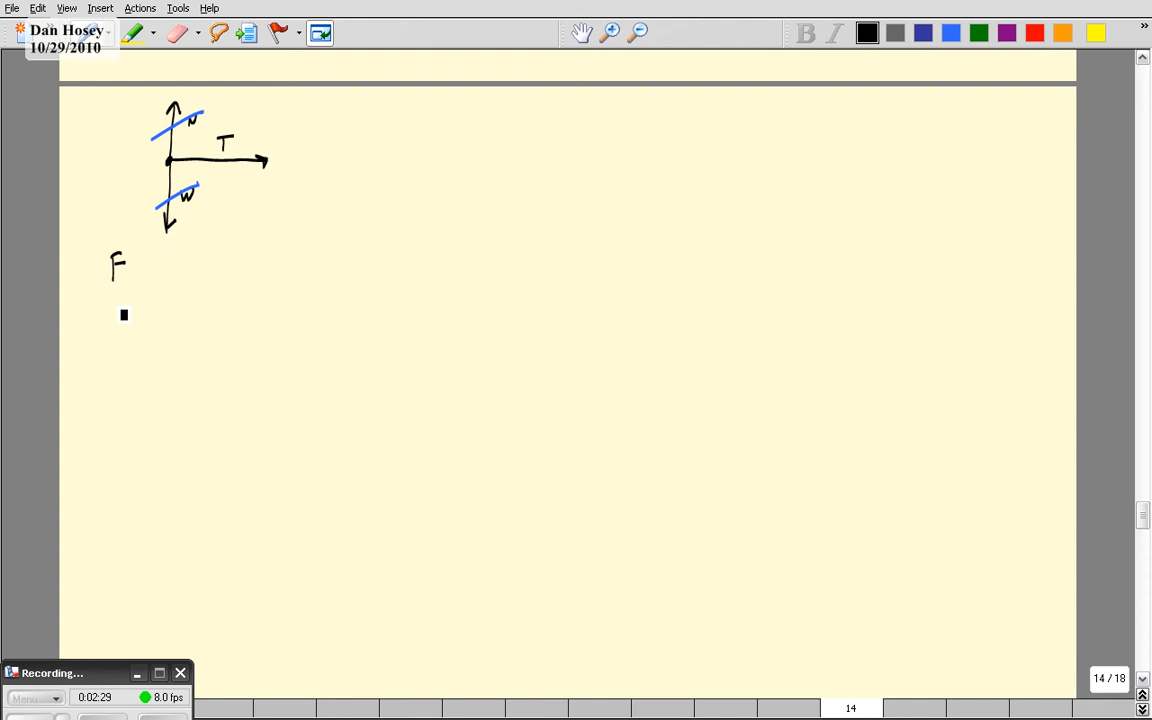 File Edit View Insert Actions Tools Help
Dan Hosey
10/29/2010
B I
N
T
W
F
Recording...
Menu 0:02:29 8.0 fps
14 / 18
14